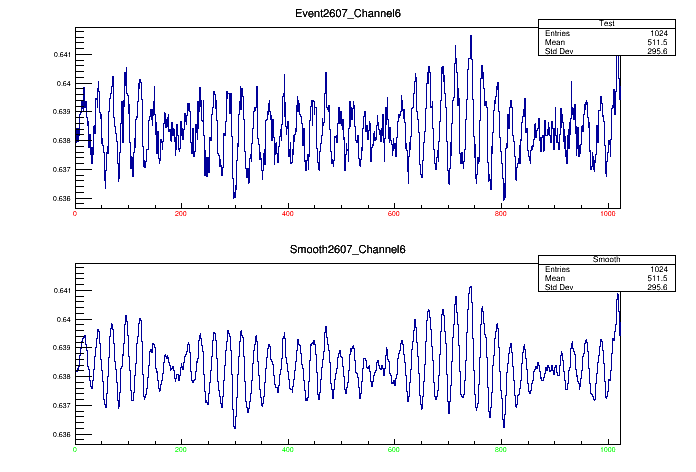 Event2607_Channel6
Test
Entries 1024
Mean 511.5
Std Dev 295.6
0.641
0.64
0.639
0.638
0.637
0.636
0 200 400 600 800 1000
Smooth2607_Channel6
Smooth
Entries 1024
Mean 511.5
Std Dev 295.6
0.641
0.64
0.639
0.638
0.637
0.636
0 200 400 600 800 1000